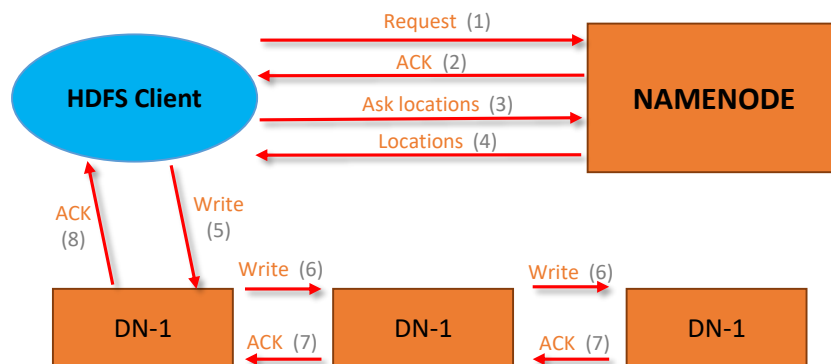 Request (1)
ACK (2)
HDFS Client
NAMENODE
Ask locations (3)
Locations (4)
ACK
(8)
Write
(5)
Write (6)
Write (6)
DN-1
DN-1
DN-1
ACK (7)
ACK (7)